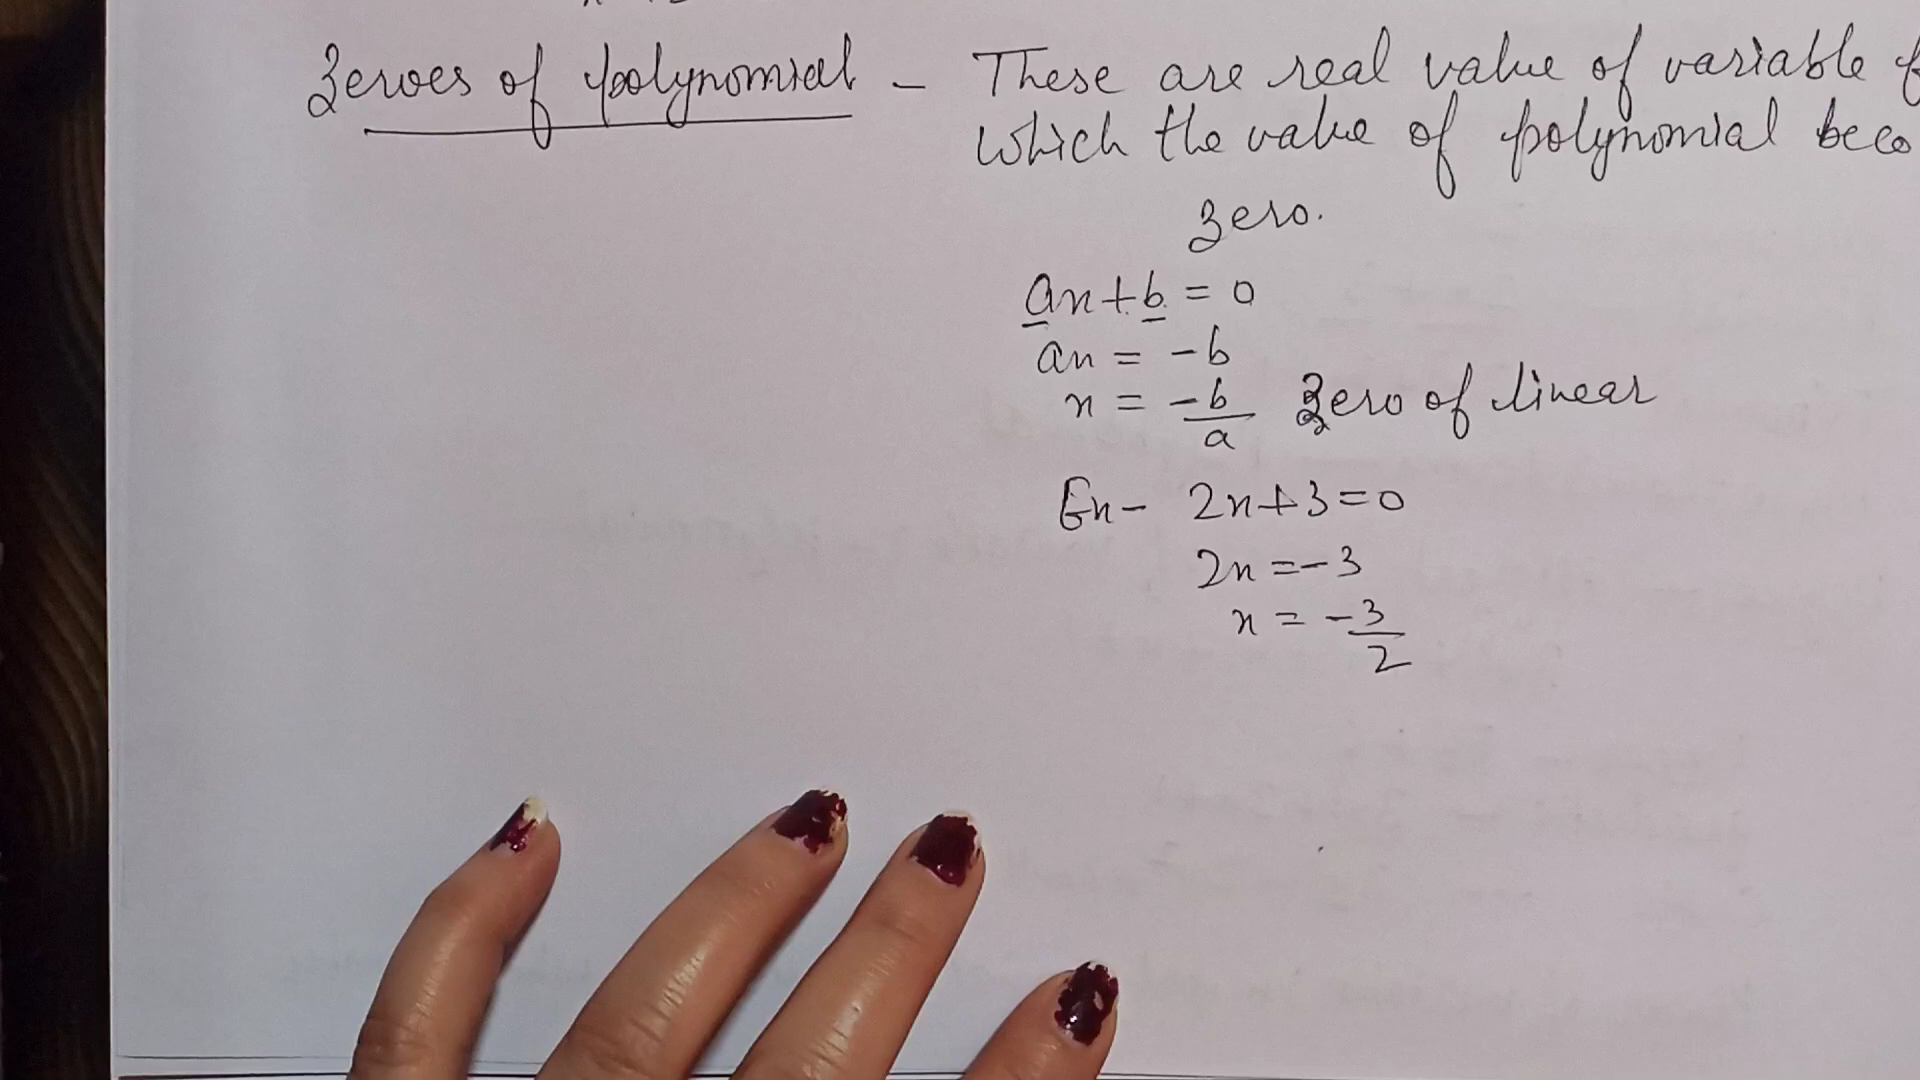 Zeroes of polynomial - These are real value of variable
which the value of polynomial beco
zero.
ax+b = 0
ax = -b
x = -b/a Zero of linear
Ex- 2x+3=0
2x=-3
x = -3/2